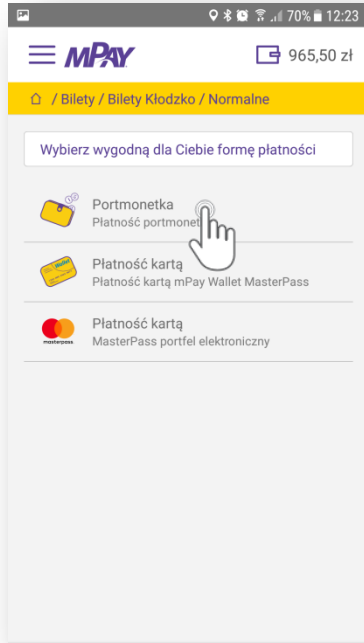 70% 12:23
mPAY 965,50 zł
/ Bilety / Bilety Kłodzko / Normalne
Wybierz wygodną dla Ciebie formę płatności
Portmonetka
Płatność portmonet
Płatność kartą
Płatność kartą mPay Wallet MasterPass
Płatność kartą
MasterPass portfel elektroniczny
masterpass